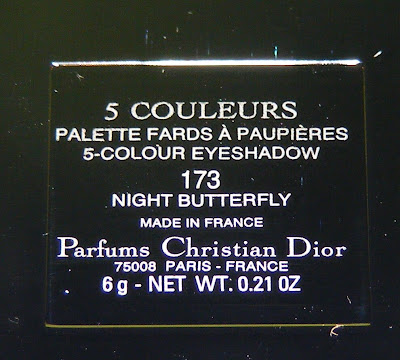 5 COULEURS
PALETTE FARDS À PAUPIÈRES
5-COLOUR EYESHADOW
173
NIGHT BUTTERFLY
MADE IN FRANCE
Parfums Christian Dior
75008 PARIS - FRANCE
6 g - NET WT. 0.21 OZ